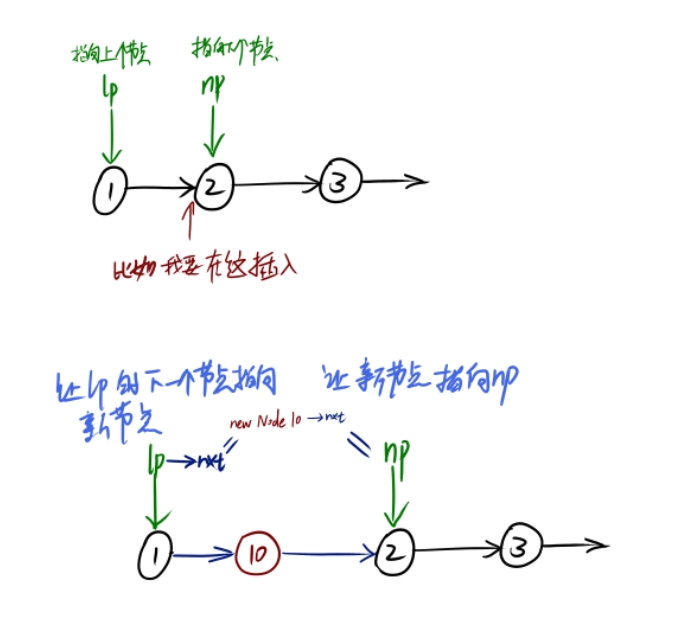 指向上个节点 指向下个节点
lp np
1 2 3
比如我要在这插入
让lp的下一个节点指向 让新节点指向np
新节点
new Node 10→nxt
lp→nxt = = np
1 10 2 3